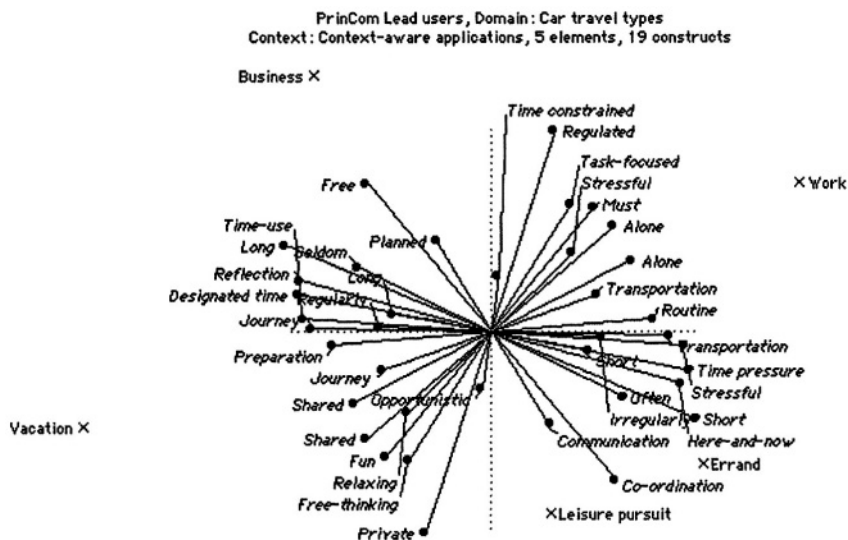 PrinCom Lead users, Domain: Car travel types
Context: Context-aware applications, 5 elements, 19 constructs
Business
Time constrained
Regulated
Task-focused
Stressful
Free
Work
Must
Time-use
Alone
Long
Planned
Seldom
Alone
Reflection
Long
Designated time
Regularly
Transportation
Routine
Journey
Preparation
Transportation
Short
Time pressure
Journey
Stressful
Shared
Opportunistic
Often
Irregularly
Short
Vacation
Shared
Communication
Here-and-now
Fun
Errand
Relaxing
Co-ordination
Free-thinking
Leisure pursuit
Private